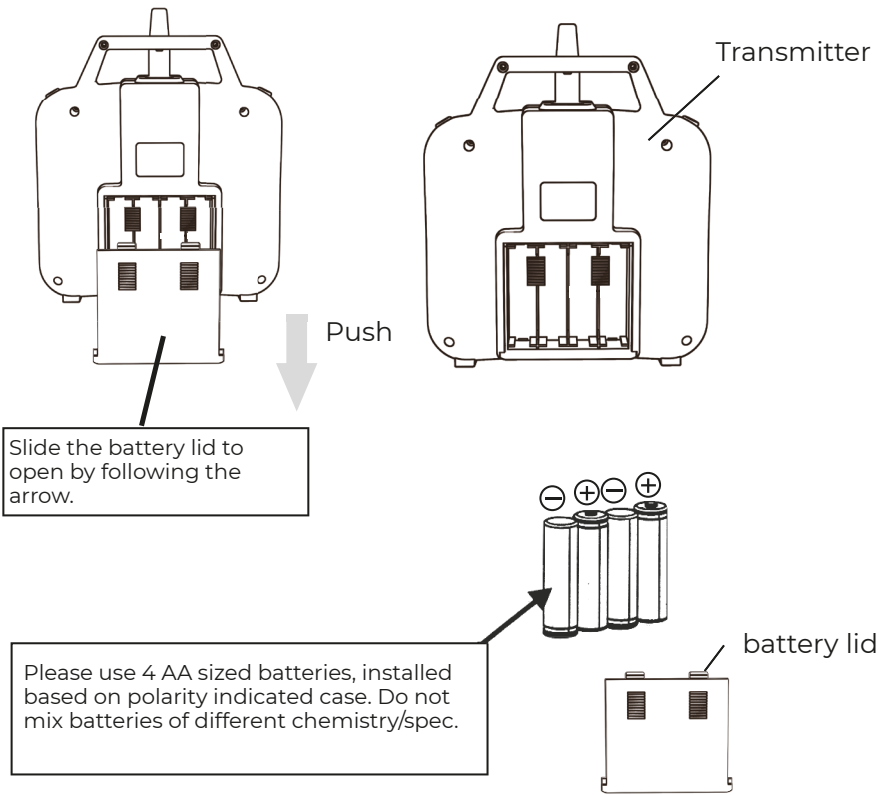 Transmitter
Push
Slide the battery lid to
open by following the
arrow.
− + − +
Please use 4 AA sized batteries, installed
based on polarity indicated case. Do not
mix batteries of different chemistry/spec.
battery lid